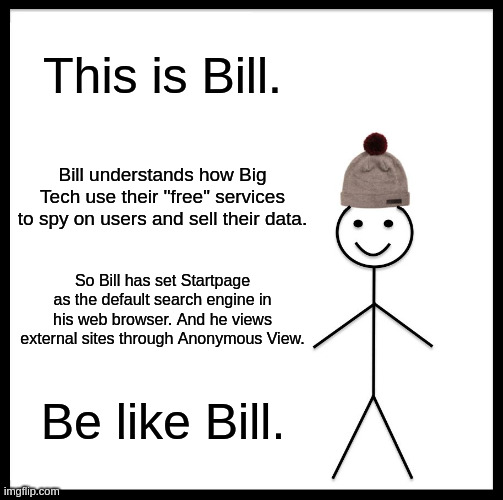 This is Bill.
Bill understands how Big
Tech use their "free" services
to spy on users and sell their data.
So Bill has set Startpage
as the default search engine in
his web browser. And he views
external sites through Anonymous View.
Be like Bill.
imgflip.com